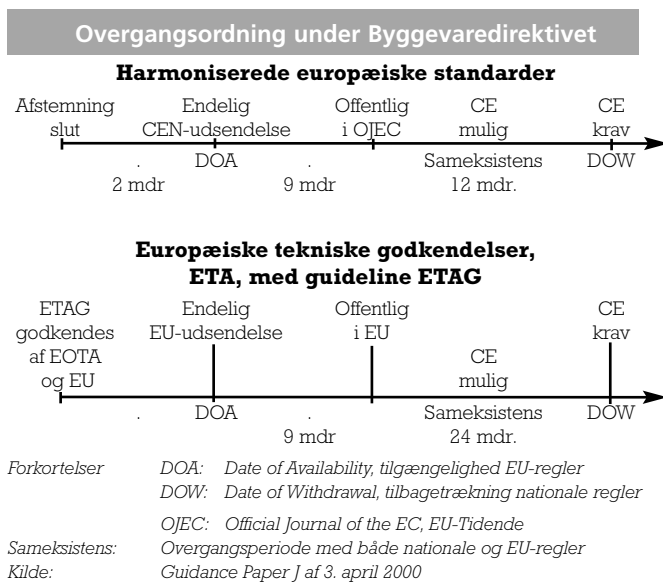 Overgangsordning under Byggevaredirektivet
Harmoniserede europæiske standarder
Afstemning slut
Endelig CEN-udsendelse
Offentlig i OJEC
CE mulig
CE krav
. DOA . Sameksistens DOW
2 mdr 9 mdr 12 mdr.
Europæiske tekniske godkendelser,
ETA, med guideline ETAG
ETAG godkendes af EOTA og EU
Endelig EU-udsendelse
Offentlig i EU
CE mulig
CE krav
. DOA . Sameksistens DOW
9 mdr 24 mdr.
Forkortelser DOA: Date of Availability, tilgængelighed EU-regler
DOW: Date of Withdrawal, tilbagetrækning nationale regler
OJEC: Official Journal of the EC, EU-Tidende
Sameksistens: Overgangsperiode med både nationale og EU-regler
Kilde: Guidance Paper J af 3. april 2000